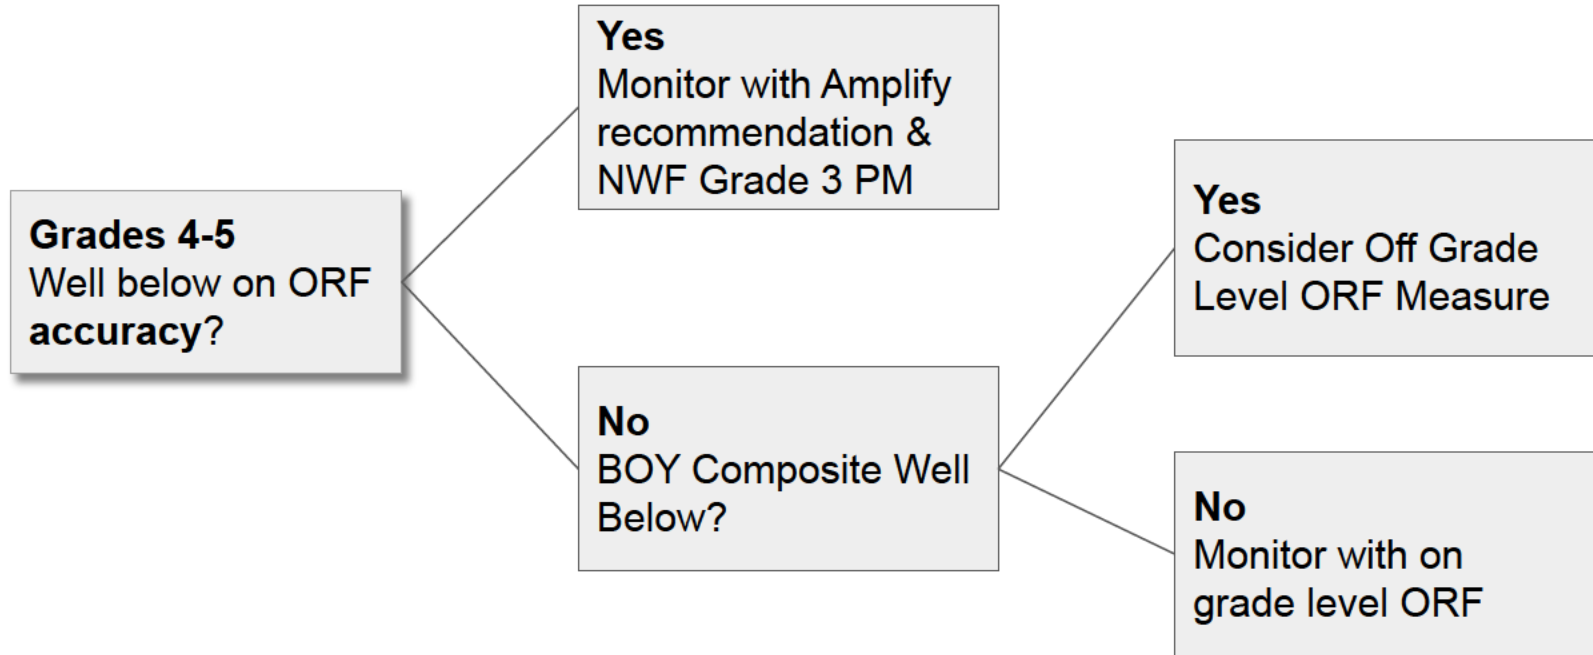 Grades 4-5
Well below on ORF
accuracy?
Yes
Monitor with Amplify
recommendation &
NWF Grade 3 PM
No
BOY Composite Well
Below?
Yes
Consider Off Grade
Level ORF Measure
No
Monitor with on
grade level ORF